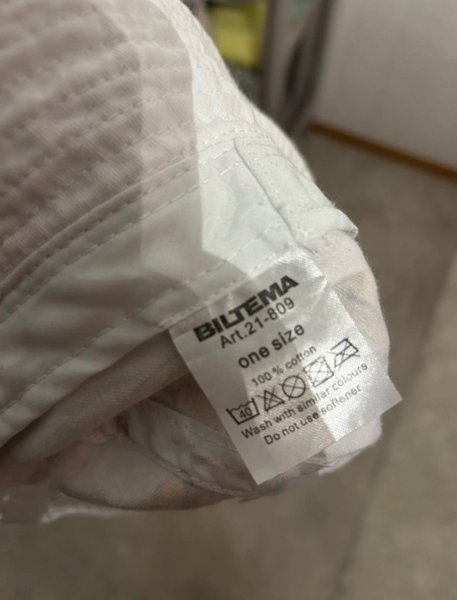 BILTEMA
Art.21-809
one size
100 % cotton
40
Wash with similar colours
Do not use softener